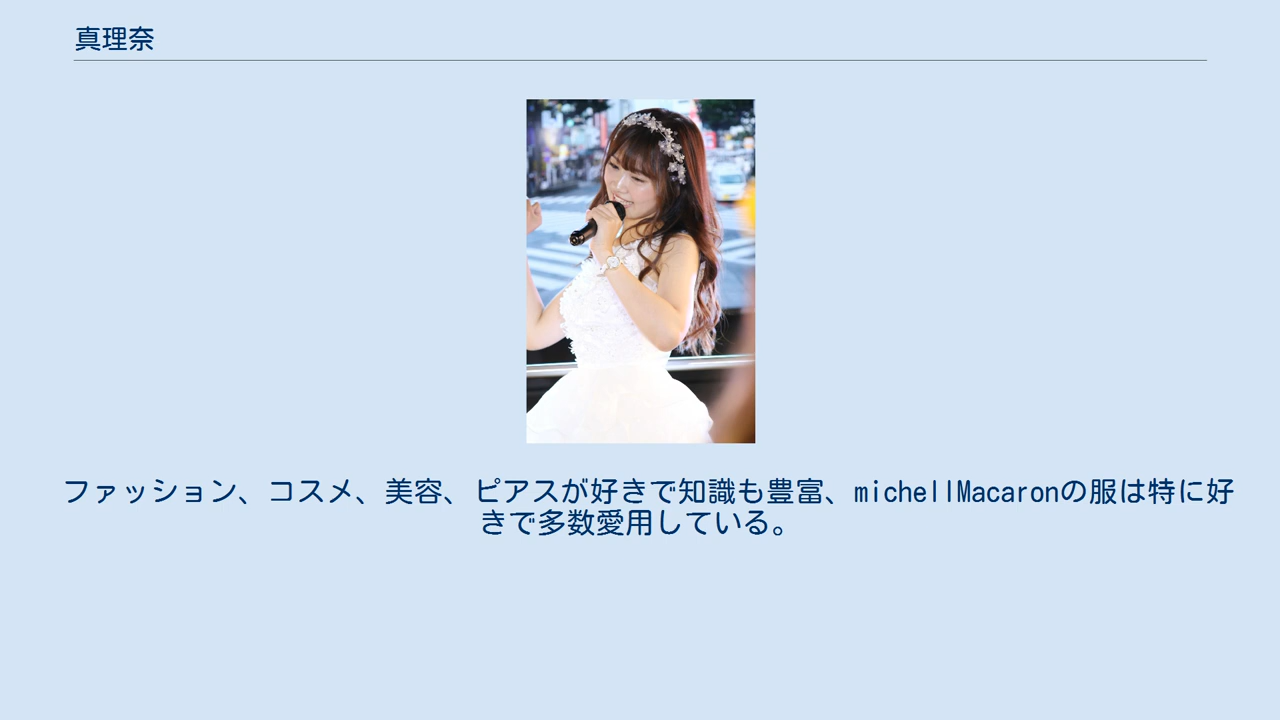 真理奈
ファッション、コスメ、美容、ピアスが好きで知識も豊富、michellMacaronの服は特に好
きで多数愛用している。